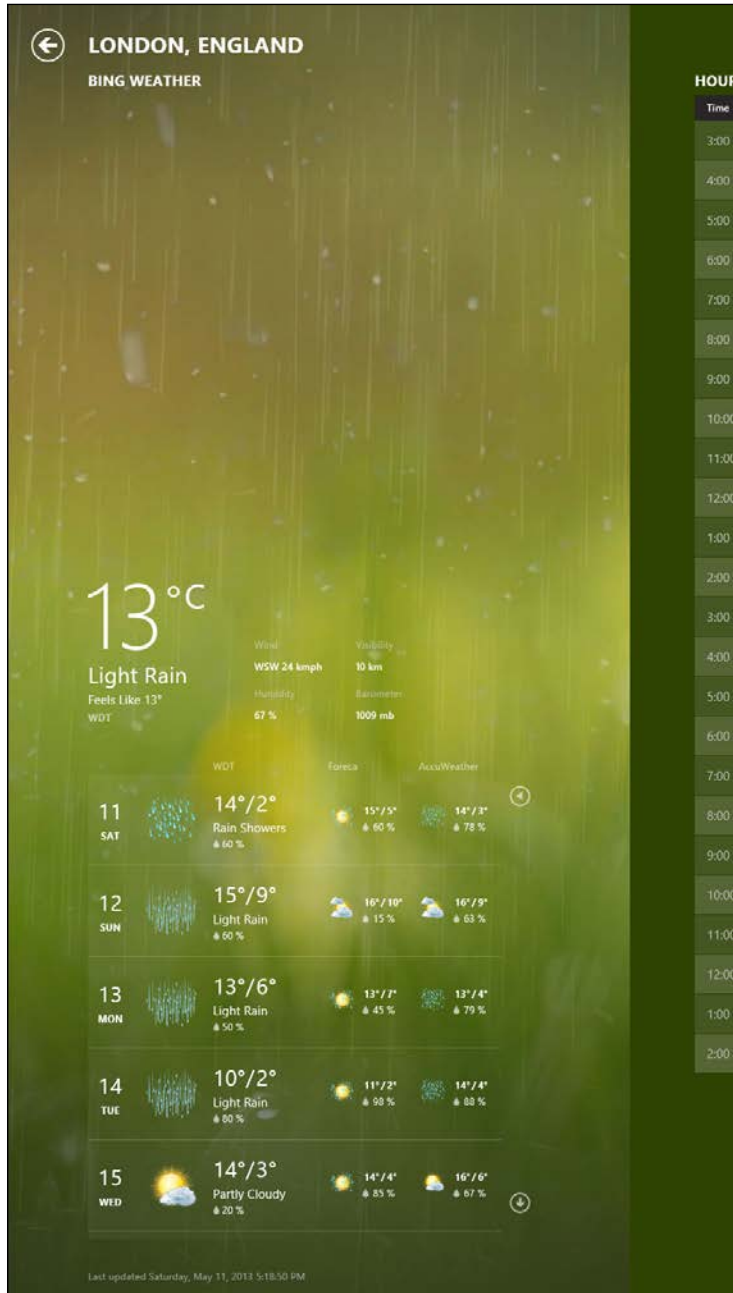 LONDON, ENGLAND
BING WEATHER
13°C
Light Rain
Feels Like 13°
WDT
Wind
WSW 24 kmph
Visibility
10 km
Humidity
67 %
Barometer
1009 mb
WDT Foreca AccuWeather
11
SAT
14°/2°
Rain Showers
60 %
15°/5°
60 %
14°/3°
78 %
12
SUN
15°/9°
Light Rain
60 %
16°/10°
15 %
16°/9°
63 %
13
MON
13°/6°
Light Rain
50 %
13°/7°
45 %
13°/4°
79 %
14
TUE
10°/2°
Light Rain
80 %
11°/2°
98 %
14°/4°
88 %
15
WED
14°/3°
Partly Cloudy
20 %
14°/4°
85 %
16°/6°
67 %
Last updated Saturday, May 11, 2013 5:18:50 PM
HOUR
Time
3:00
4:00
5:00
6:00
7:00
8:00
9:00
10:00
11:00
12:00
1:00
2:00
3:00
4:00
5:00
6:00
7:00
8:00
9:00
10:00
11:00
12:00
1:00
2:00